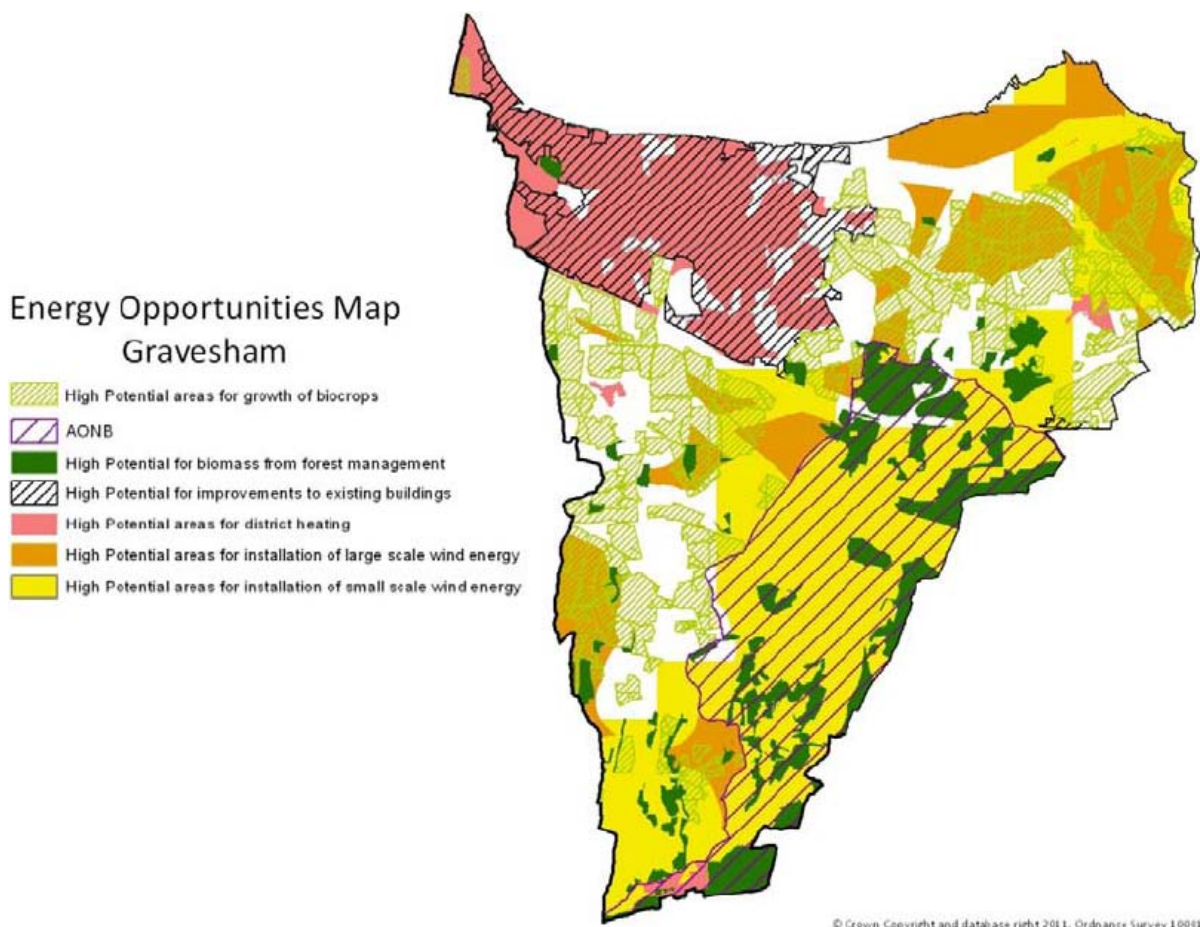 Energy Opportunities Map
Gravesham
High Potential areas for growth of biocrops
AONB
High Potential for biomass from forest management
High Potential for improvements to existing buildings
High Potential areas for district heating
High Potential areas for installation of large scale wind energy
High Potential areas for installation of small scale wind energy
© Crown Copyright and database right 2011. Ordnance Survey